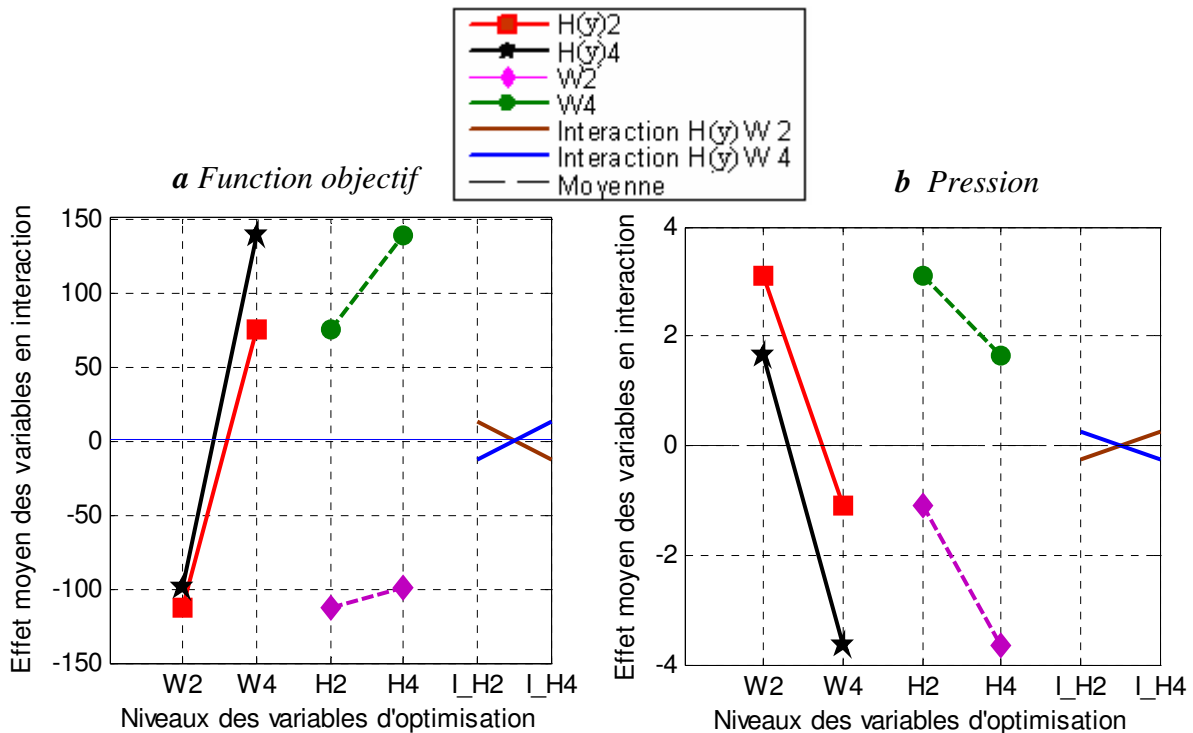 H(y)2
H(y)4
W2
W4
Interaction H(y) W 2
Interaction H(y) W 4
Moyenne
a Function objectif
b Pression
Effet moyen des variables en interaction
150
100
50
0
-50
-100
-150
W2 W4 H2 H4 I_H2 I_H4
Niveaux des variables d'optimisation
Effet moyen des variables en interaction
4
2
0
-2
-4
W2 W4 H2 H4 I_H2 I_H4
Niveaux des variables d'optimisation